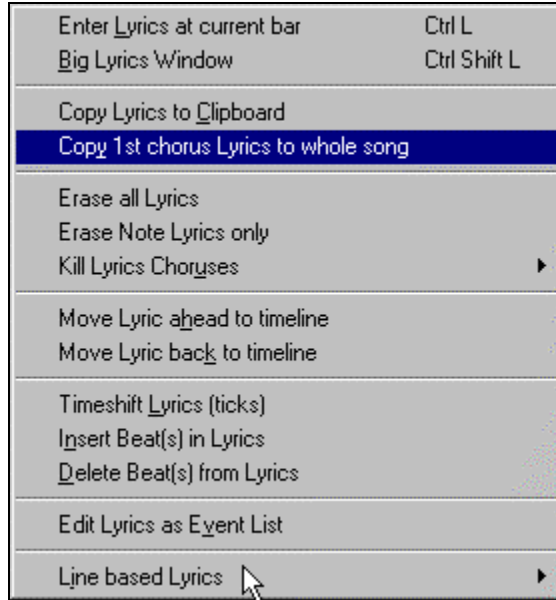 Enter Lyrics at current bar Ctrl L
Big Lyrics Window Ctrl Shift L
Copy Lyrics to Clipboard
Copy 1st chorus Lyrics to whole song
Erase all Lyrics
Erase Note Lyrics only
Kill Lyrics Choruses
Move Lyric ahead to timeline
Move Lyric back to timeline
Timeshift Lyrics (ticks)
Insert Beat(s) in Lyrics
Delete Beat(s) from Lyrics
Edit Lyrics as Event List
Line based Lyrics